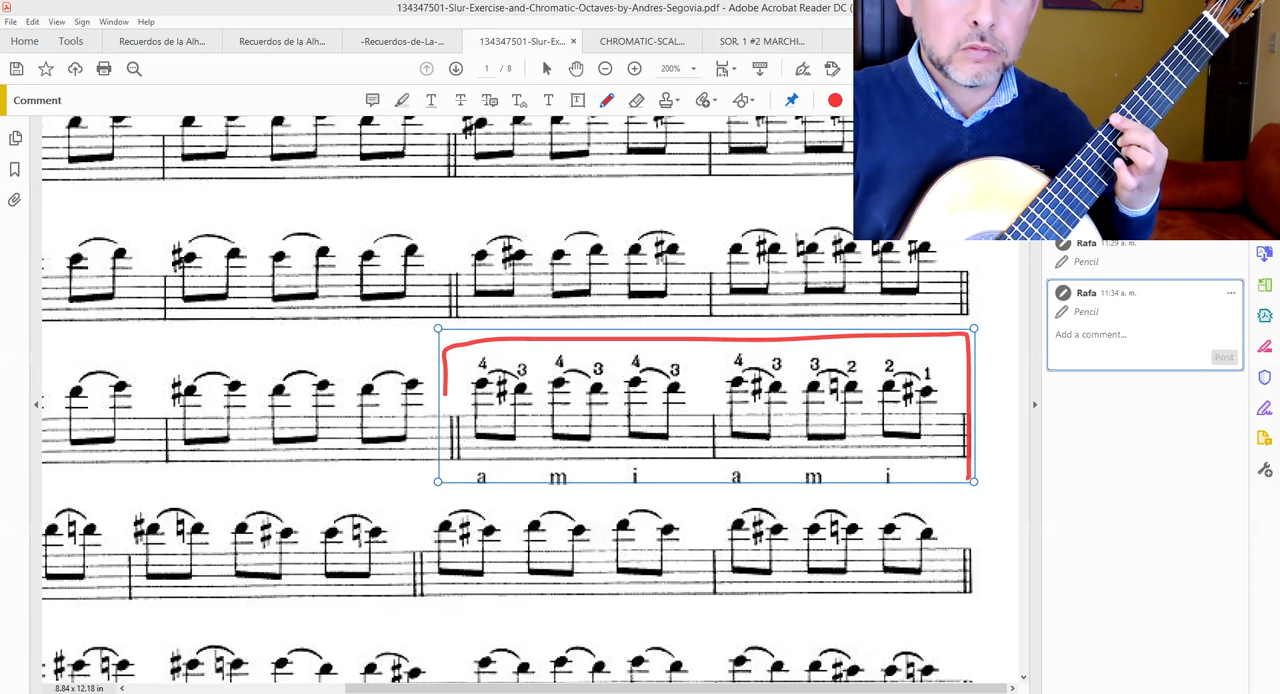 134347501-Slur-Exercise-and-Chromatic-Octaves-by-Andres-Segovia.pdf - Adobe Acrobat Reader DC (
File Edit View Sign Window Help
Home Tools Recuerdos de la Alh... Recuerdos de la Alh... -Recuerdos-de-La-... 134347501-Slur-Ex... × CHROMATIC-SCAL... SOR, 1 #2 MARCHI...
1 / 8 200%
Comment
Rafa 11:29 a. m.
Pencil
Rafa 11:34 a. m.
Pencil
Add a comment...
Post
4 3 4 3 4 3 4 3 3 2 2 1
a m i a m i
8.84 x 12.18 in